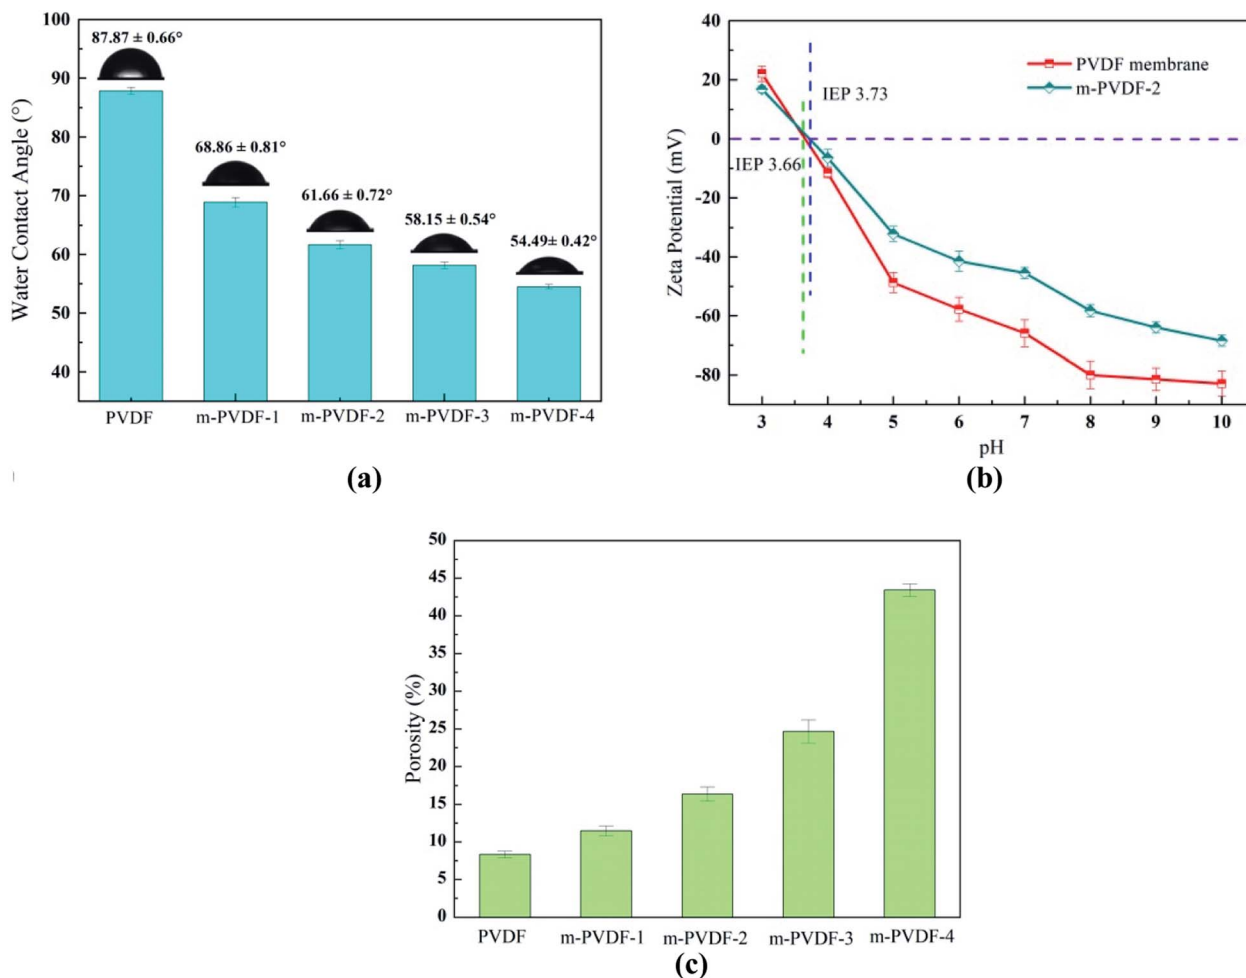 100
90
80
70
60
50
40
Water Contact Angle (°)
87.87 ± 0.66°
68.86 ± 0.81°
61.66 ± 0.72°
58.15 ± 0.54°
54.49± 0.42°
PVDF m-PVDF-1 m-PVDF-2 m-PVDF-3 m-PVDF-4
(a)
40
20
0
-20
-40
-60
-80
Zeta Potential (mV)
PVDF membrane
m-PVDF-2
IEP 3.73
IEP 3.66
3 4 5 6 7 8 9 10
pH
(b)
50
45
40
35
30
25
20
15
10
5
0
Porosity (%)
PVDF m-PVDF-1 m-PVDF-2 m-PVDF-3 m-PVDF-4
(c)